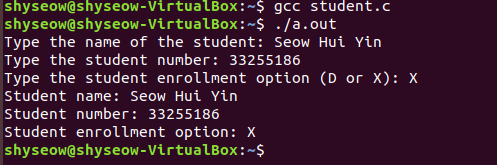 shyseow@shyseow-VirtualBox:~$ gcc student.c
shyseow@shyseow-VirtualBox:~$ ./a.out
Type the name of the student: Seow Hui Yin
Type the student number: 33255186
Type the student enrollment option (D or X): X
Student name: Seow Hui Yin
Student number: 33255186
Student enrollment option: X
shyseow@shyseow-VirtualBox:~$